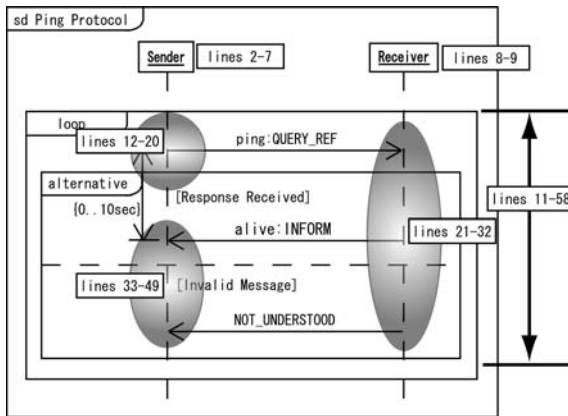 sd Ping Protocol
Sender
lines 2-7
Receiver
lines 8-9
loop
lines 12-20
ping:QUERY_REF
alternative
[Response Received]
lines 11-58
{0..10sec}
alive:INFORM
lines 21-32
lines 33-49
[Invalid Message]
NOT_UNDERSTOOD